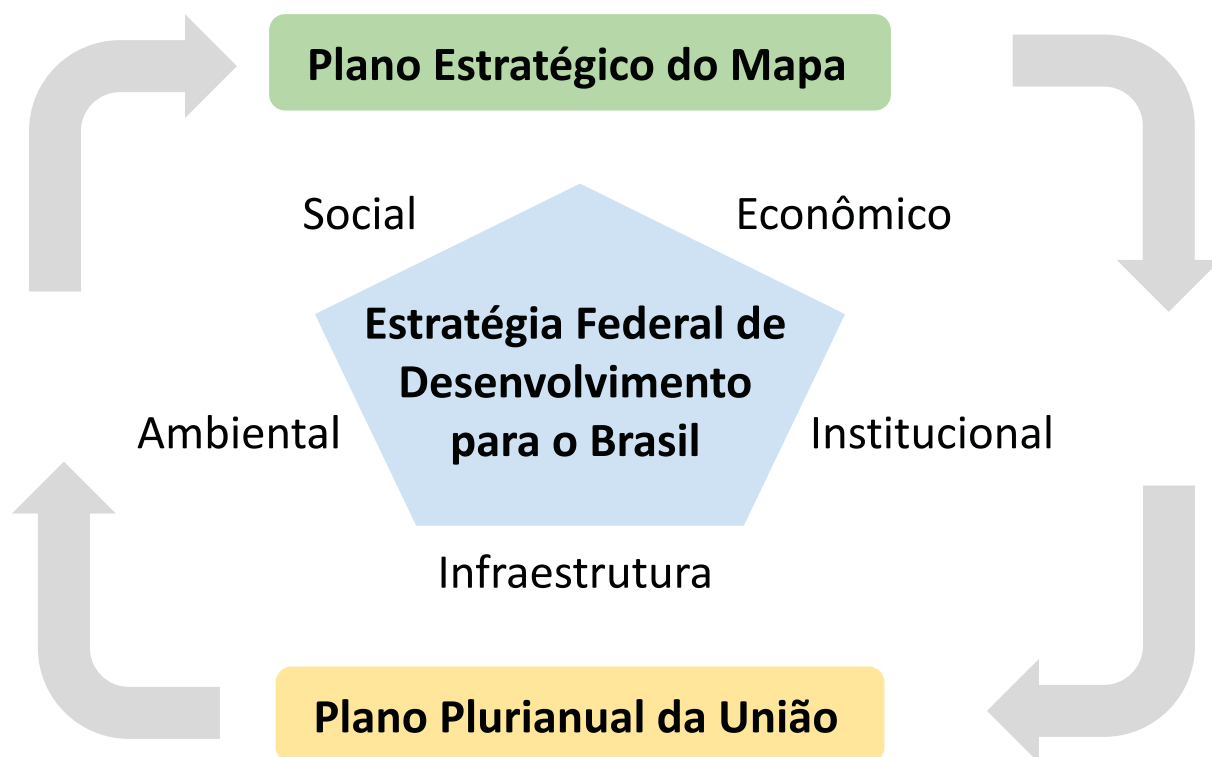 Plano Estratégico do Mapa
Social
Econômico
Estratégia Federal de
Desenvolvimento
para o Brasil
Ambiental
Institucional
Infraestrutura
Plano Plurianual da União